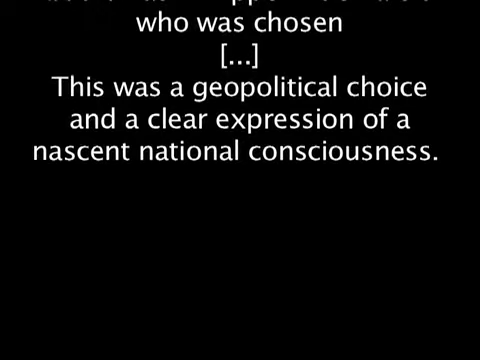 who was chosen
[...]
This was a geopolitical choice
and a clear expression of a
nascent national consciousness.